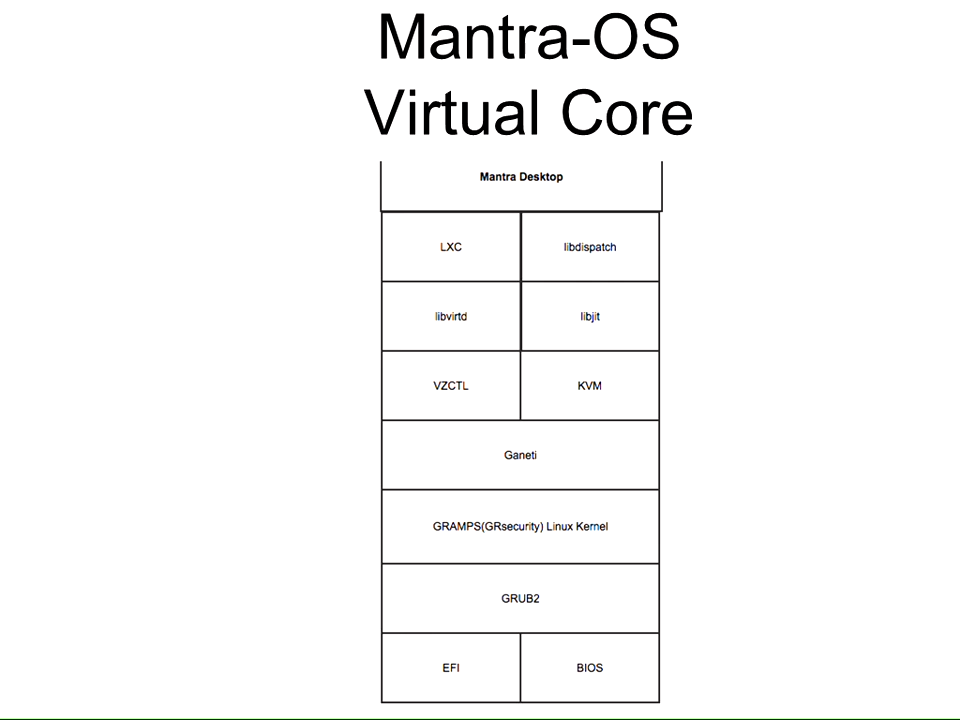 Mantra-OS
Virtual Core
Mantra Desktop
LXC
libdispatch
libvirtd
libjit
VZCTL
KVM
Ganeti
GRAMPS(GRsecurity) Linux Kernel
GRUB2
EFI
BIOS